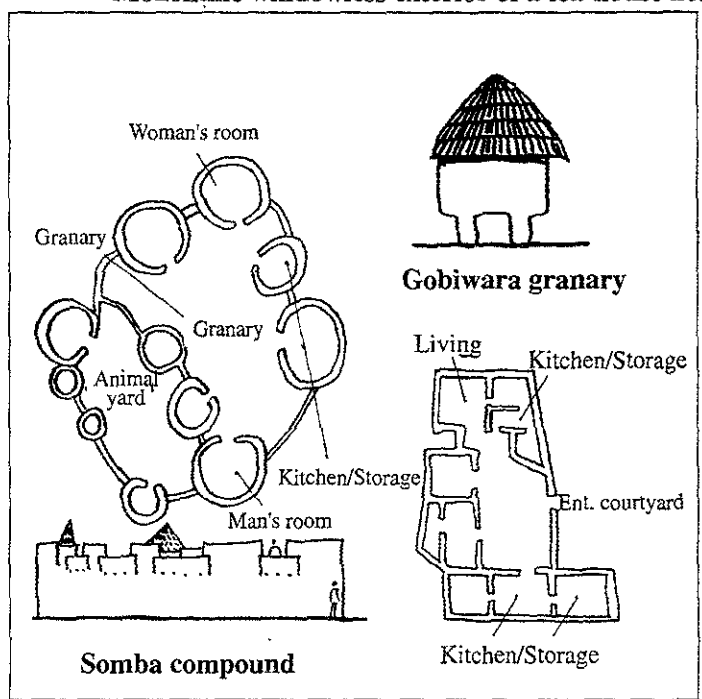 Woman's room
Granary
Granary
Animal
yard
Kitchen/Storage
Man's room
Somba compound
Gobiwara granary
Living
Kitchen/Storage
Ent. courtyard
Kitchen/Storage